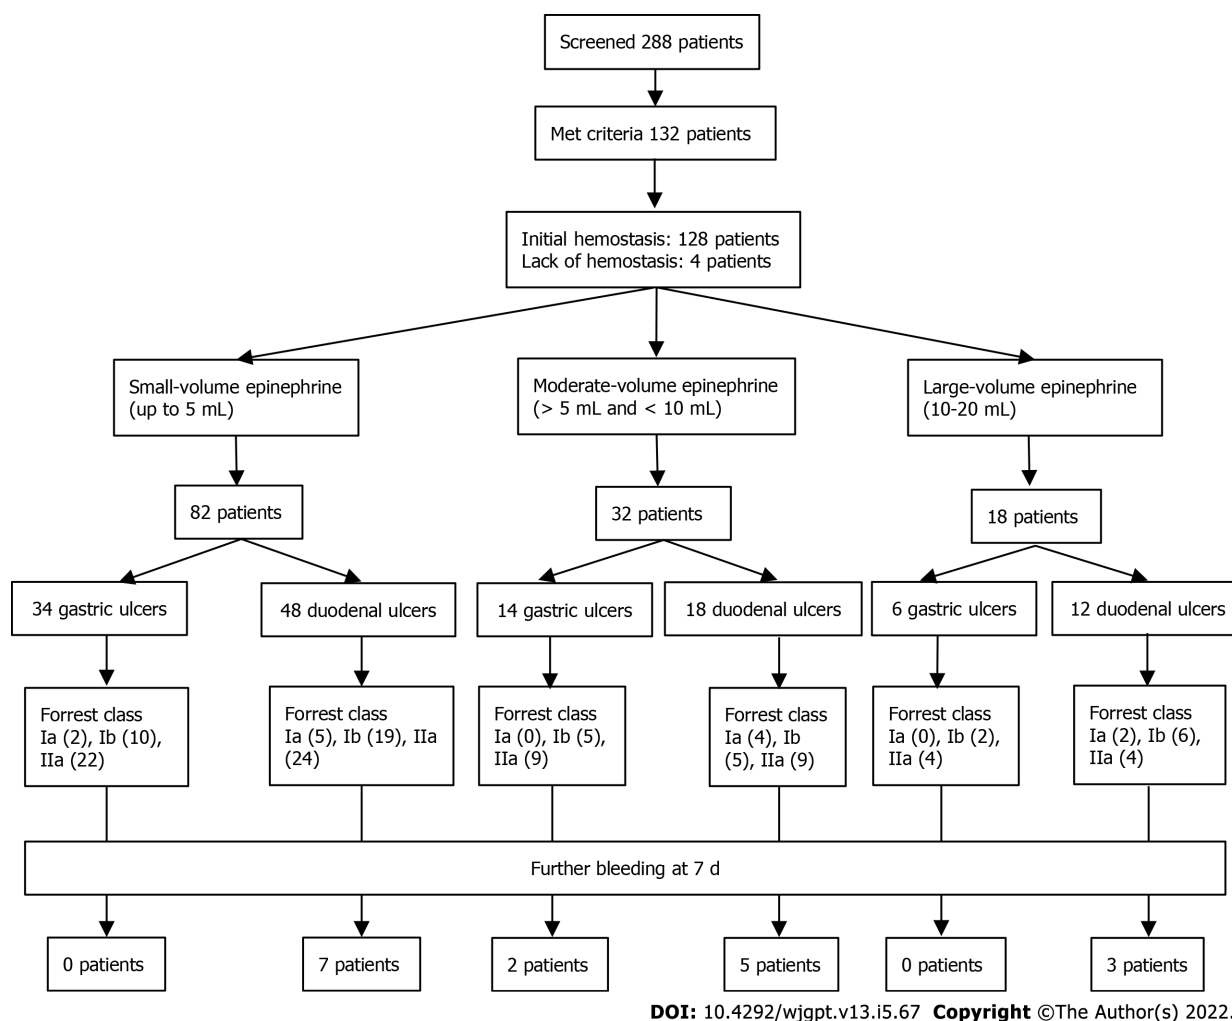 Screened 288 patients
Met criteria 132 patients
Initial hemostasis: 128 patients
Lack of hemostasis: 4 patients
Small-volume epinephrine
(up to 5 mL)
Moderate-volume epinephrine
(> 5 mL and < 10 mL)
Large-volume epinephrine
(10-20 mL)
82 patients
32 patients
18 patients
34 gastric ulcers
48 duodenal ulcers
14 gastric ulcers
18 duodenal ulcers
6 gastric ulcers
12 duodenal ulcers
Forrest class
Ia (2), Ib (10),
IIa (22)
Forrest class
Ia (5), Ib (19), IIa
(24)
Forrest class
Ia (0), Ib (5),
IIa (9)
Forrest class
Ia (4), Ib
(5), IIa (9)
Forrest class
Ia (0), Ib (2),
IIa (4)
Forrest class
Ia (2), Ib (6),
IIa (4)
Further bleeding at 7 d
0 patients
7 patients
2 patients
5 patients
0 patients
3 patients
DOI: 10.4292/wjgpt.v13.i5.67 Copyright ©The Author(s) 2022.